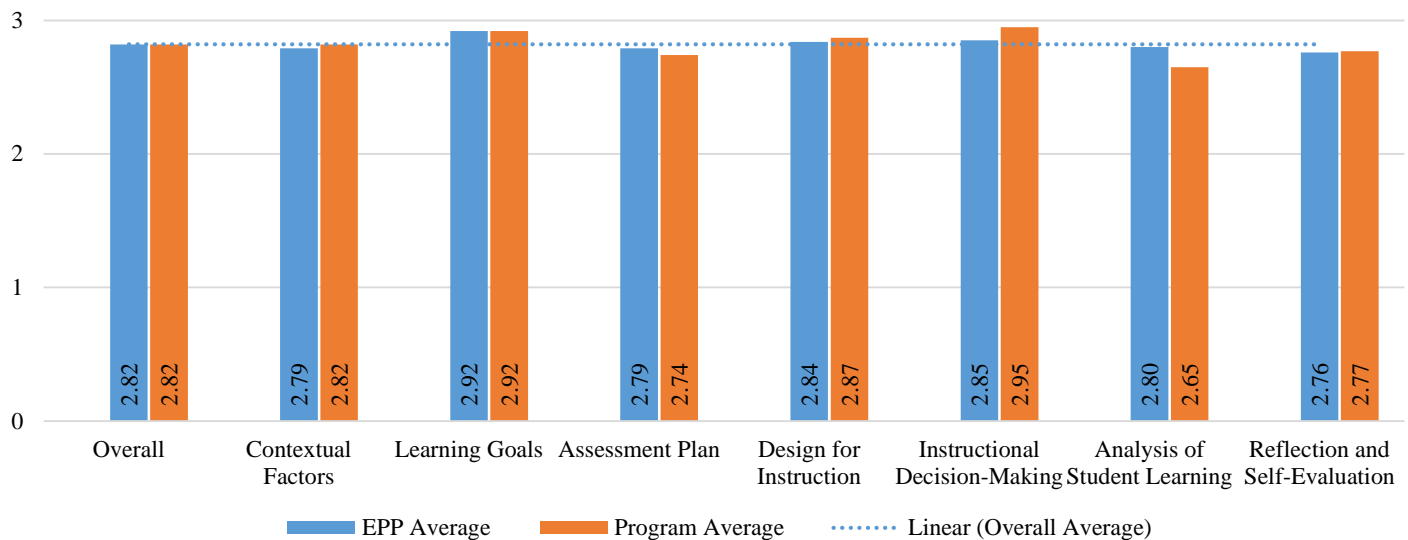 3
2
1
0
2.82
2.82
2.79
2.82
2.92
2.92
2.79
2.74
2.84
2.87
2.85
2.95
2.80
2.65
2.76
2.77
Overall
Contextual
Factors
Learning Goals
Assessment Plan
Design for
Instruction
Instructional
Decision-Making
Analysis of
Student Learning
Reflection and
Self-Evaluation
EPP Average
Program Average
Linear (Overall Average)